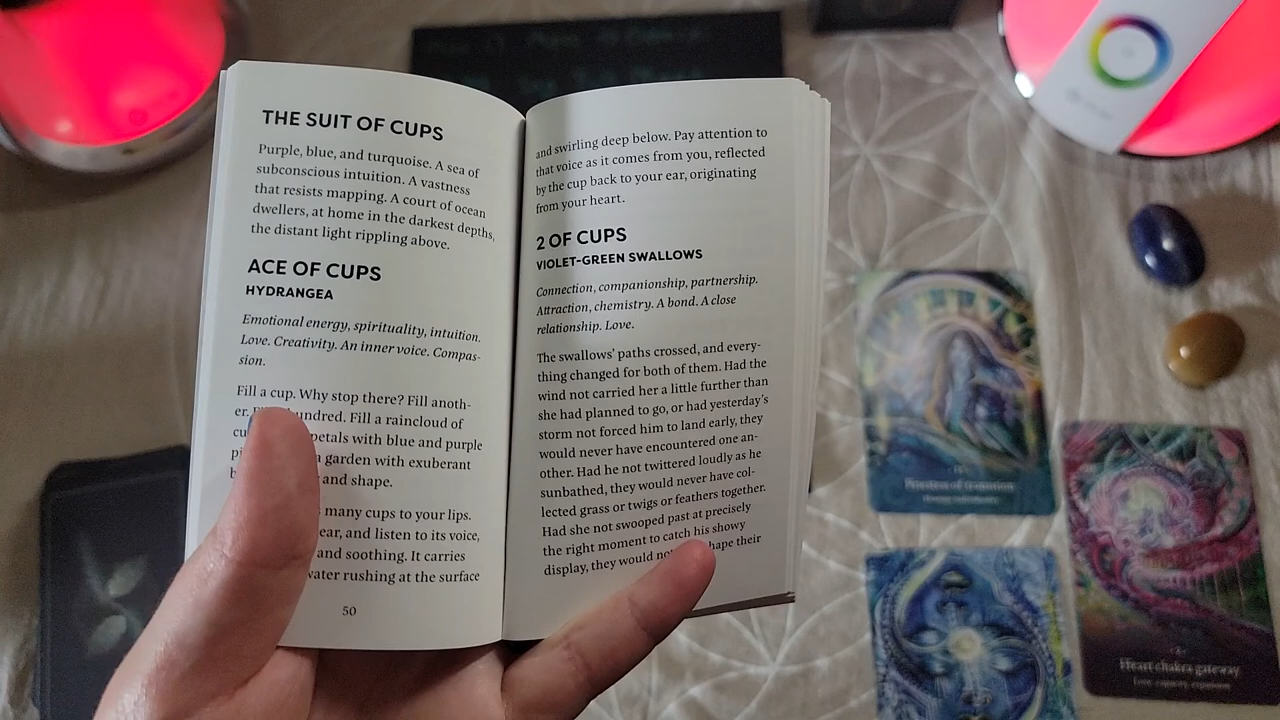 THE SUIT OF CUPS
Purple, blue, and turquoise. A sea of
subconscious intuition. A vastness
that resists mapping. A court of ocean
dwellers, at home in the darkest depths,
the distant light rippling above.
ACE OF CUPS
HYDRANGEA
Emotional energy, spirituality, intuition.
Love. Creativity. An inner voice. Compas-
sion.
Fill a cup. Why stop there? Fill anoth-
er. hundred. Fill a raincloud of
petals with blue and purple
a garden with exuberant
and shape.
many cups to your lips.
ear, and listen to its voice,
and soothing. It carries
water rushing at the surface
50
and swirling deep below. Pay attention to
that voice as it comes from you, reflected
by the cup back to your ear, originating
from your heart.
2 OF CUPS
VIOLET-GREEN SWALLOWS
Connection, companionship, partnership.
Attraction, chemistry. A bond. A close
relationship. Love.
The swallows' paths crossed, and every-
thing changed for both of them. Had the
wind not carried her a little further than
she had planned to go, or had yesterday's
storm not forced him to land early, they
would never have encountered one an-
other. Had he not twittered loudly as he
sunbathed, they would never have col-
lected grass or twigs or feathers together.
Had she not swooped past at precisely
the right moment to catch his showy
display, they would their
Priestess of transition
Heart chakra gateway
Love, capacity, expansion